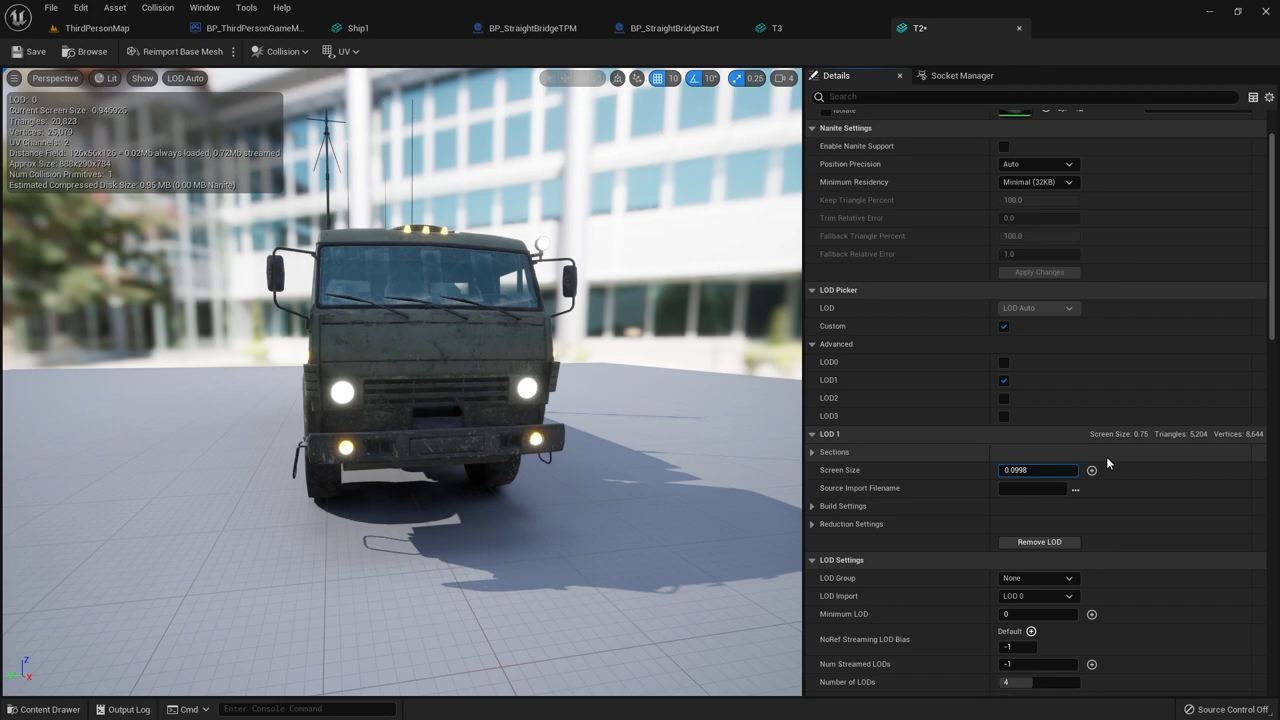 File Edit Asset Collision Window Tools Help
ThirdPersonMap BP_ThirdPersonGameM... Ship1 BP_StraightBridgeTPM BP_StraightBridgeStart T3 T2*
Save Browse Reimport Base Mesh Collision UV
Perspective Lit Show LOD Auto 10 10° 0.25 4
Details Socket Manager
Search
LOD: 0
Triangles: 20,823
Vertices: 25,079
UV Channels: 2
Approx Size: 888x290x784
Num Collision Primitives: 1
Estimated Compressed Disk Size: 0.95 MB (0.00 MB Nanite)
Nanite Settings
Enable Nanite Support
Position Precision Auto
Minimum Residency Minimal (32KB)
Keep Triangle Percent 100.0
Trim Relative Error 0.0
Fallback Triangle Percent 100.0
Fallback Relative Error 1.0
Apply Changes
LOD Picker
LOD LOD Auto
Custom
Advanced
LOD0
LOD1
LOD2
LOD3
LOD 1 Screen Size: 0.75 Triangles: 5,204 Vertices: 8,644
Sections
Screen Size 0.0998
Source Import Filename ...
Build Settings
Reduction Settings
Remove LOD
LOD Settings
LOD Group None
LOD Import LOD 0
Minimum LOD 0
NoRef Streaming LOD Bias Default
-1
Num Streamed LODs -1
Number of LODs 4
Z
X
Content Drawer Output Log Cmd Enter Console Command Source Control Off